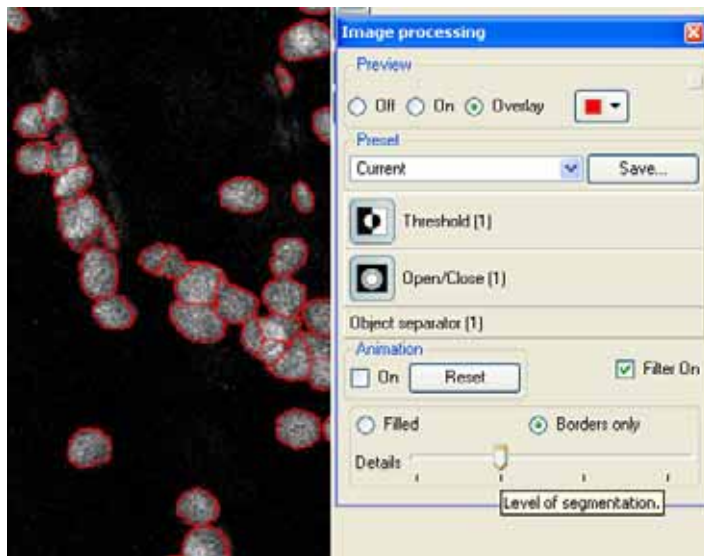 Image processing
Preview
Off On Overlay
Preset
Current Save...
Threshold (1)
Open/Close (1)
Object separator (1)
Animation
On Reset Filter On
Filled Borders only
Details
Level of segmentation.